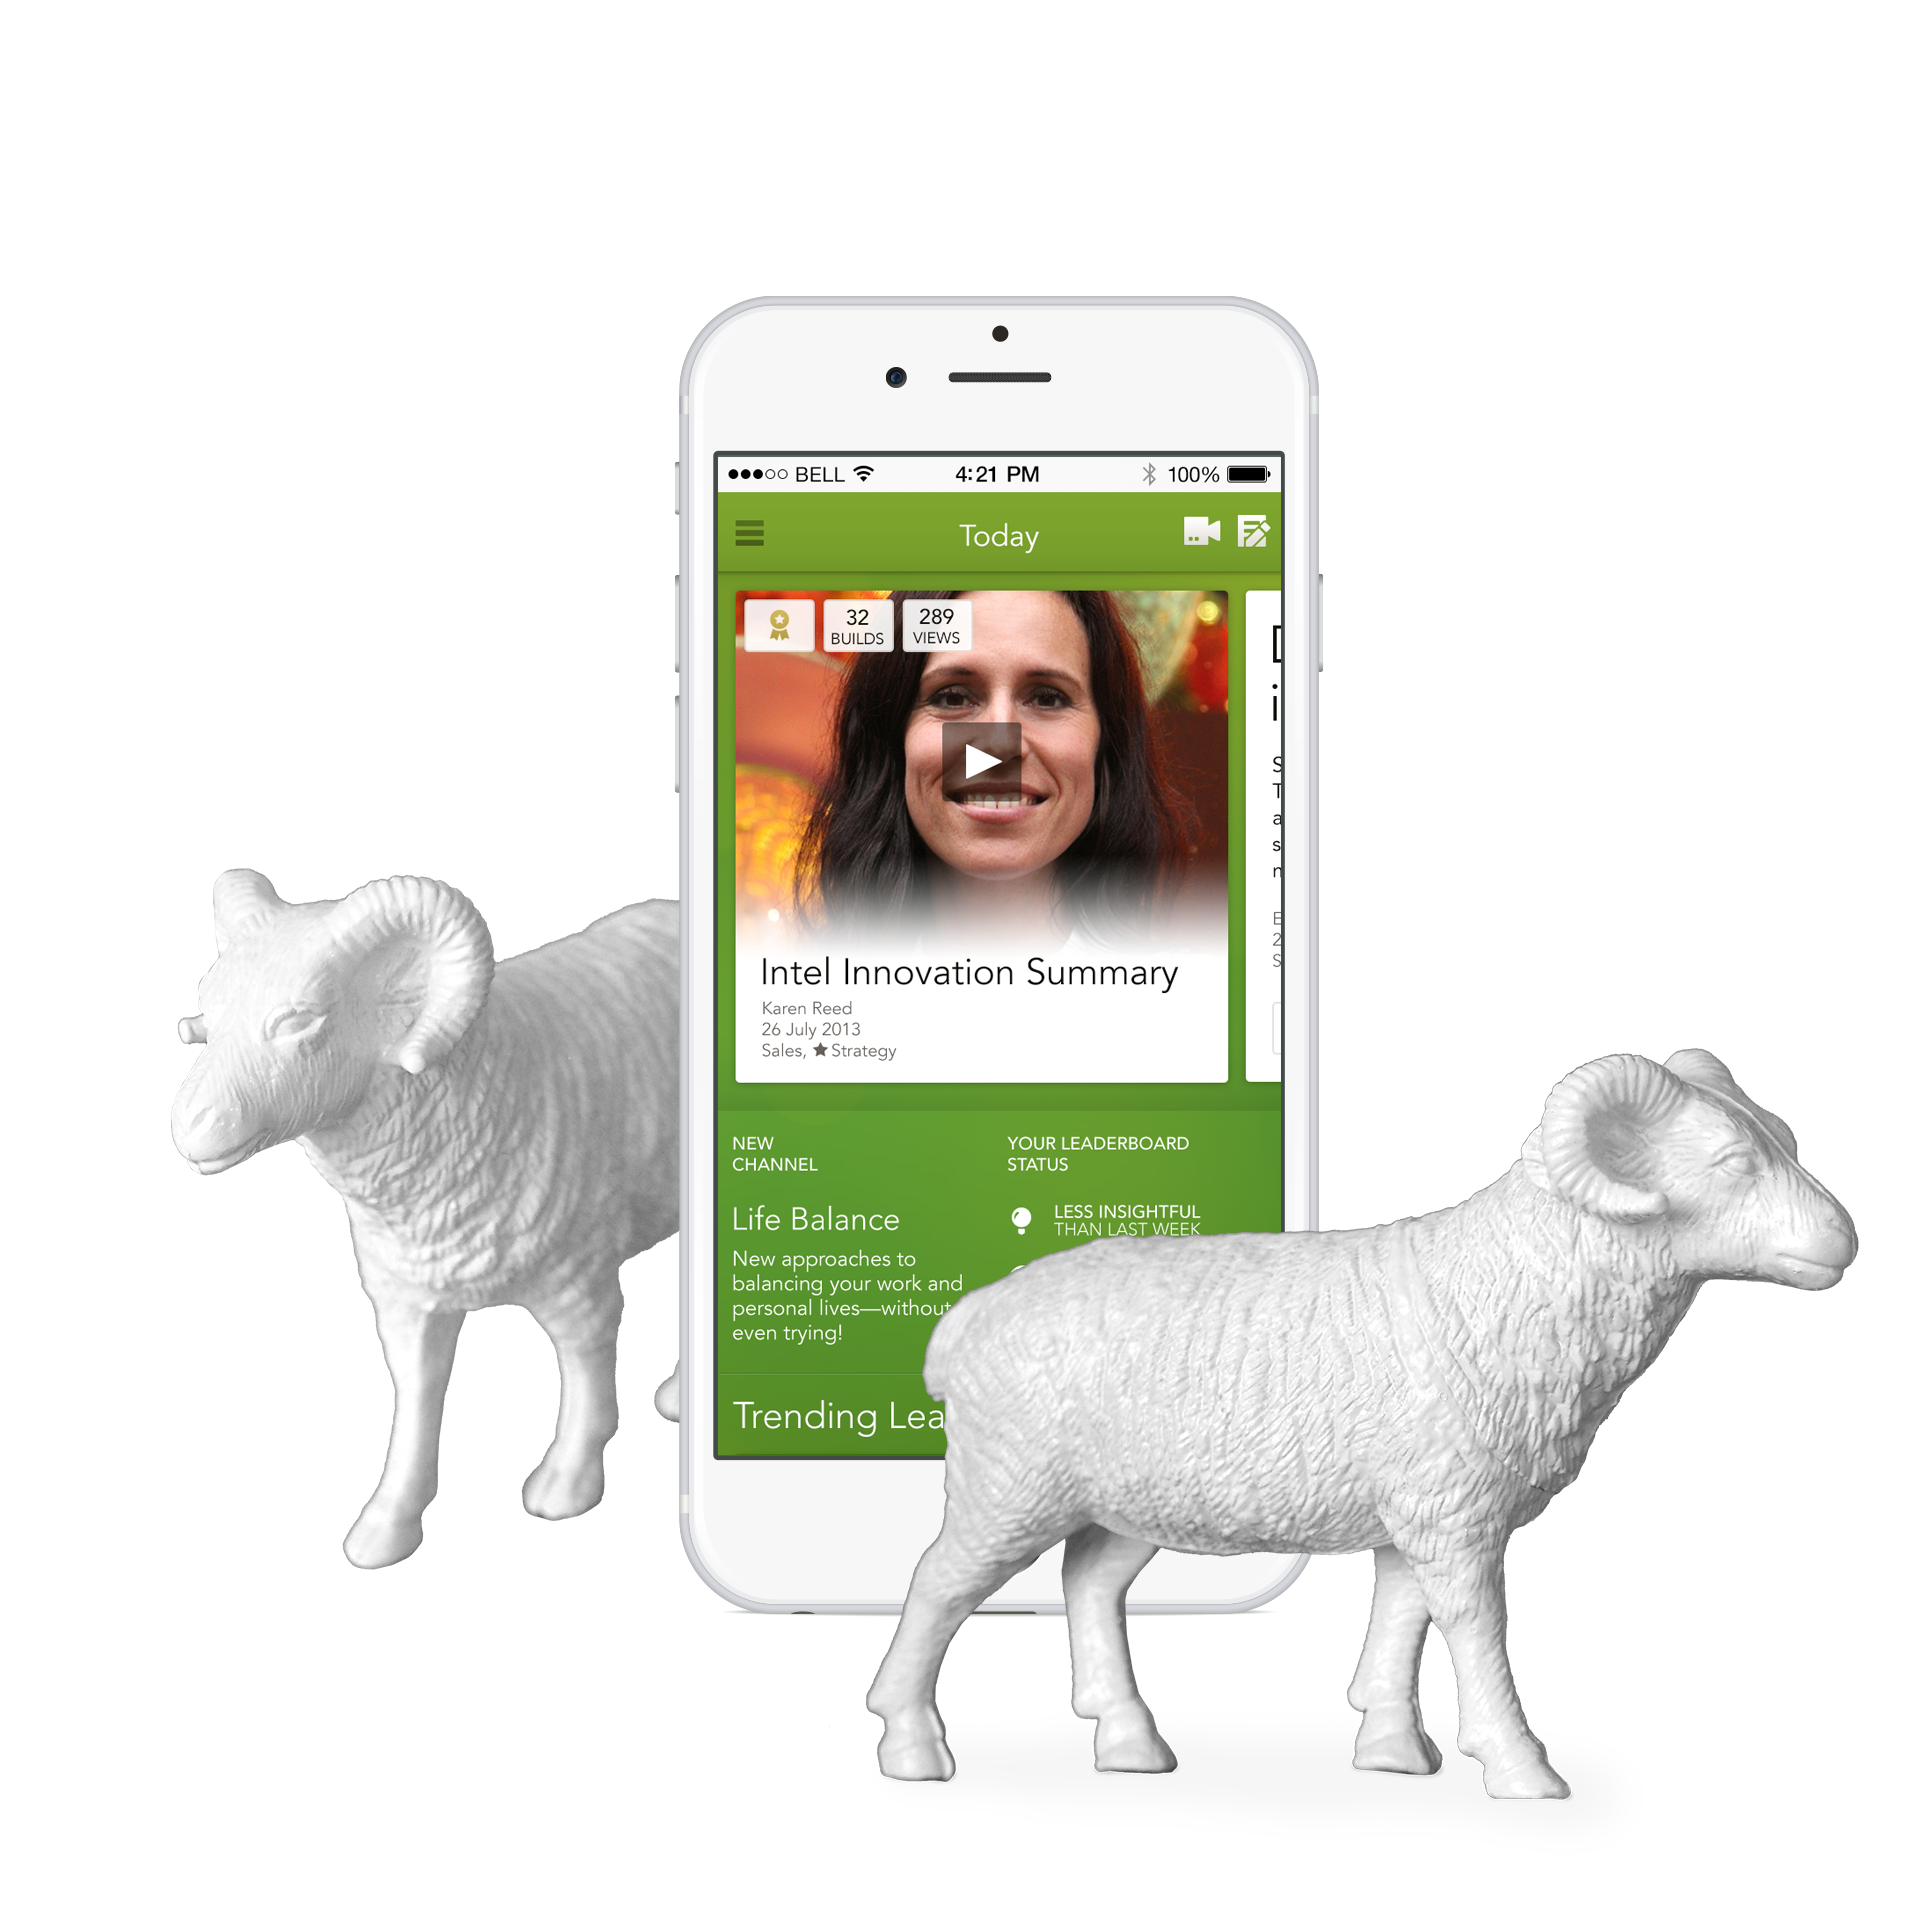 BELL 4:21 PM 100%
Today
32
BUILDS
289
VIEWS
Intel Innovation Summary
Karen Reed
26 July 2013
Sales, ★ Strategy
NEW
CHANNEL
Life Balance
New approaches to
balancing your work and
personal lives—without
even trying!
YOUR LEADERBOARD
STATUS
LESS INSIGHTFUL
THAN LAST WEEK
Trending Lea